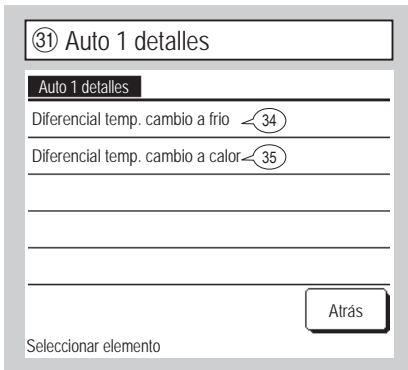 31 Auto 1 detalles
Auto 1 detalles
Diferencial temp. cambio a frio 34
Diferencial temp. cambio a calor 35
Atrás
Seleccionar elemento